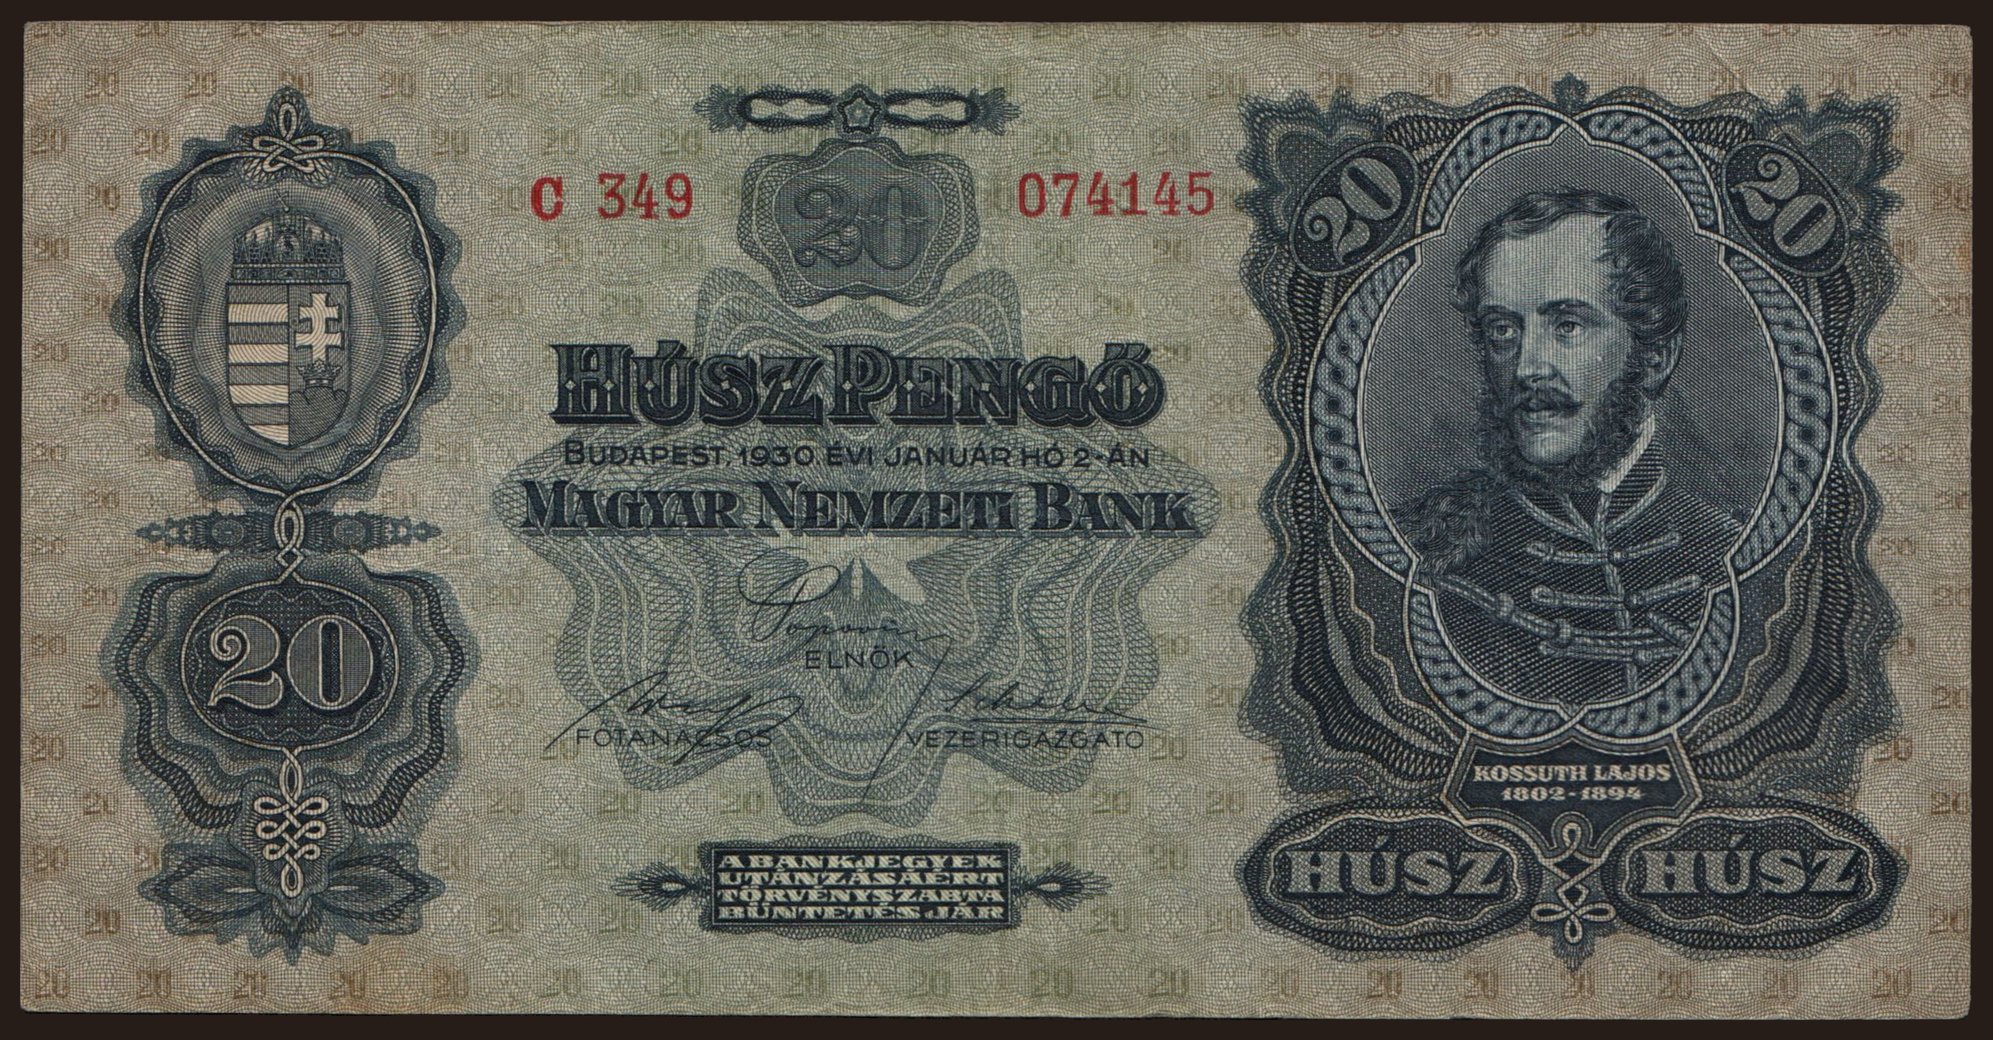 C 349 20 074145
20 20
HÚSZ PENGŐ
BUDAPEST, 1930. ÉVI JANUÁR HÓ 2-ÁN
MAGYAR NEMZETI BANK
ELNÖK
FŐTANÁCSOS VEZÉRIGAZGATÓ
20
A BANKJEGYEK
UTÁNZÁSÁÉRT
TÖRVÉNYSZABTA
BÜNTETÉS JÁR
KOSSUTH LAJOS
1802-1894
HÚSZ HÚSZ